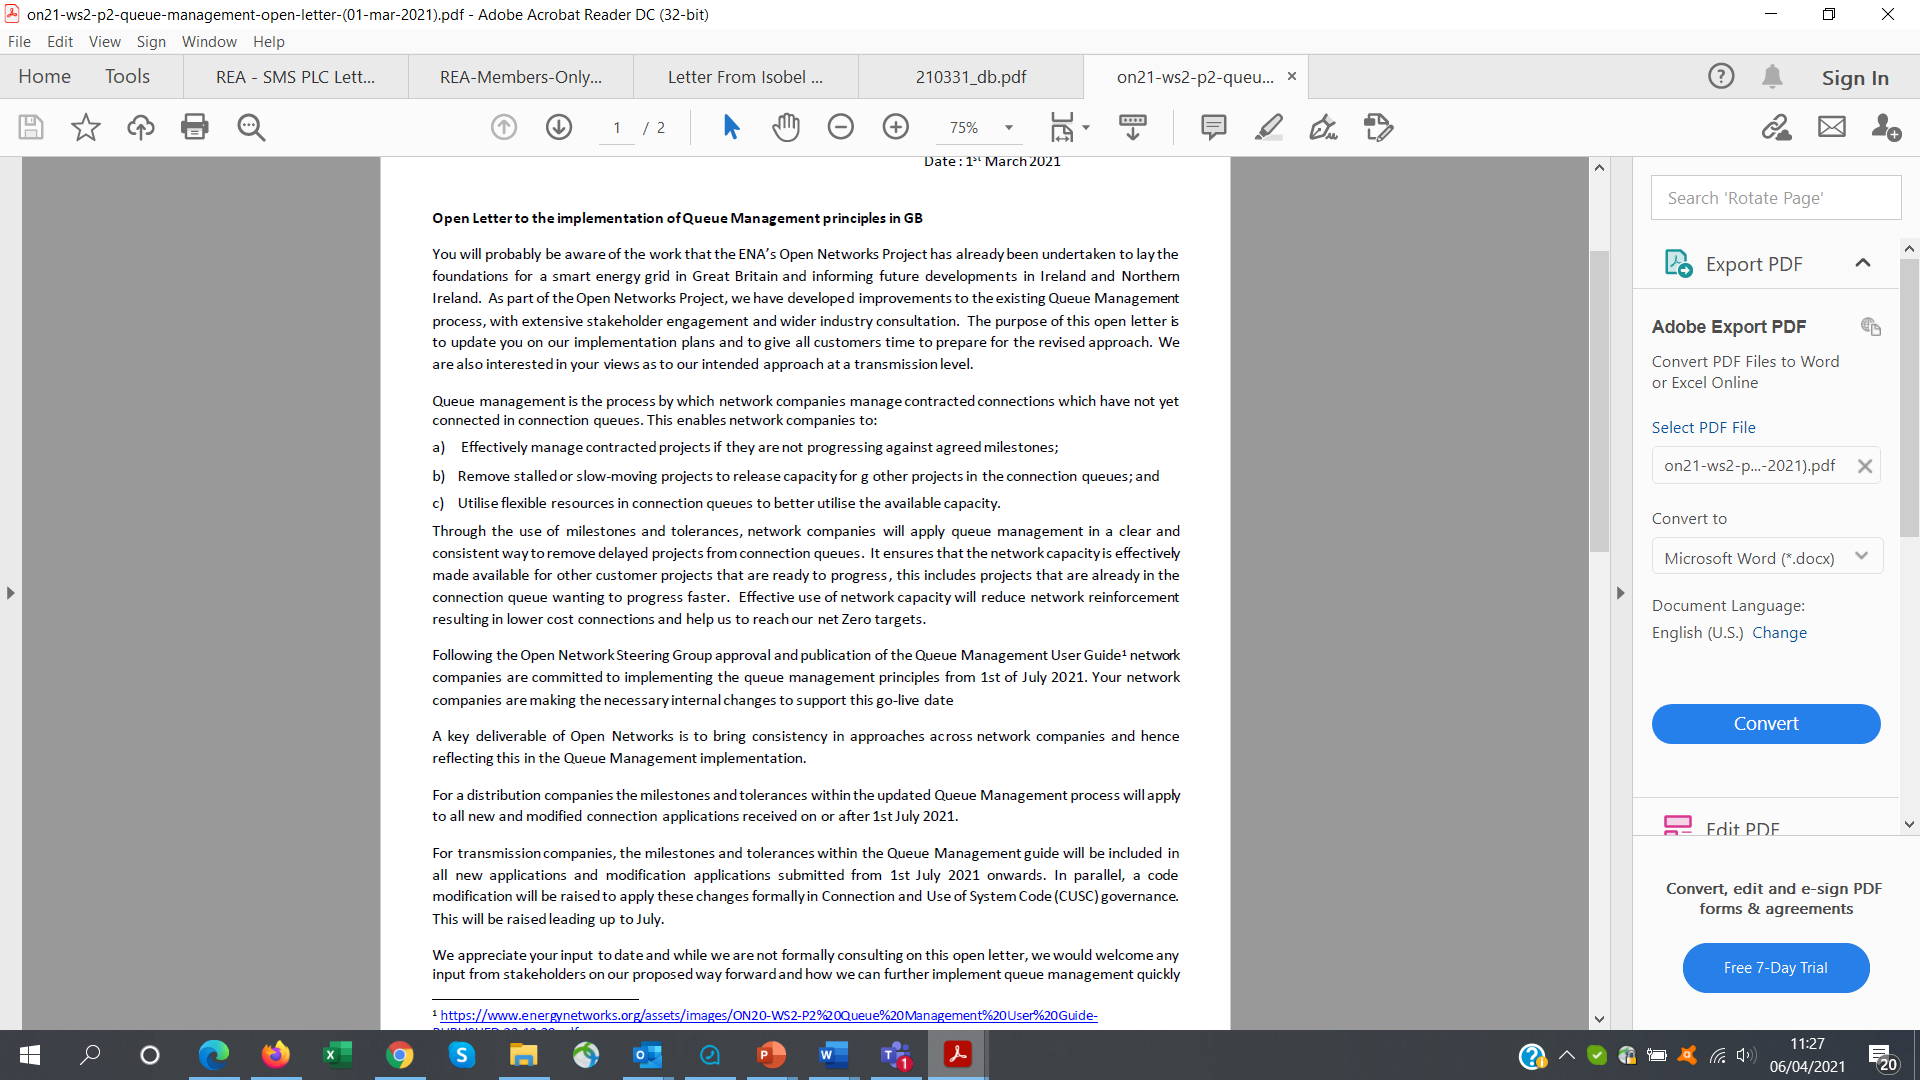 on21-ws2-p2-queue-management-open-letter-(01-mar-2021).pdf - Adobe Acrobat Reader DC (32-bit)
File Edit View Sign Window Help
Home Tools REA - SMS PLC Lett... REA-Members-Only... Letter From Isobel ... 210331_db.pdf on21-ws2-p2-queu... Sign In
1 / 2 75%
Date : 1st March 2021
Open Letter to the implementation of Queue Management principles in GB
You will probably be aware of the work that the ENA's Open Networks Project has already been undertaken to lay the
foundations for a smart energy grid in Great Britain and informing future developments in Ireland and Northern
Ireland. As part of the Open Networks Project, we have developed improvements to the existing Queue Management
process, with extensive stakeholder engagement and wider industry consultation. The purpose of this open letter is
to update you on our implementation plans and to give all customers time to prepare for the revised approach. We
are also interested in your views as to our intended approach at a transmission level.
Queue management is the process by which network companies manage contracted connections which have not yet
connected in connection queues. This enables network companies to:
a) Effectively manage contracted projects if they are not progressing against agreed milestones;
b) Remove stalled or slow-moving projects to release capacity for g other projects in the connection queues; and
c) Utilise flexible resources in connection queues to better utilise the available capacity.
Through the use of milestones and tolerances, network companies will apply queue management in a clear and
consistent way to remove delayed projects from connection queues. It ensures that the network capacity is effectively
made available for other customer projects that are ready to progress, this includes projects that are already in the
connection queue wanting to progress faster. Effective use of network capacity will reduce network reinforcement
resulting in lower cost connections and help us to reach our net Zero targets.
Following the Open Network Steering Group approval and publication of the Queue Management User Guide¹ network
companies are committed to implementing the queue management principles from 1st of July 2021. Your network
companies are making the necessary internal changes to support this go-live date
A key deliverable of Open Networks is to bring consistency in approaches across network companies and hence
reflecting this in the Queue Management implementation.
For a distribution companies the milestones and tolerances within the updated Queue Management process will apply
to all new and modified connection applications received on or after 1st July 2021.
For transmission companies, the milestones and tolerances within the Queue Management guide will be included in
all new applications and modification applications submitted from 1st July 2021 onwards. In parallel, a code
modification will be raised to apply these changes formally in Connection and Use of System Code (CUSC) governance.
This will be raised leading up to July.
We appreciate your input to date and while we are not formally consulting on this open letter, we would welcome any
input from stakeholders on our proposed way forward and how we can further implement queue management quickly
¹ https://www.energynetworks.org/assets/images/ON20-WS2-P2%20Queue%20Management%20User%20Guide-
Search 'Rotate Page'
Export PDF
Adobe Export PDF
Convert PDF Files to Word
or Excel Online
Select PDF File
on21-ws2-p...-2021).pdf
Convert to
Microsoft Word (*.docx)
Document Language:
English (U.S.) Change
Convert
Edit PDF
Convert, edit and e-sign PDF
forms & agreements
Free 7-Day Trial
11:27
06/04/2021
20
1